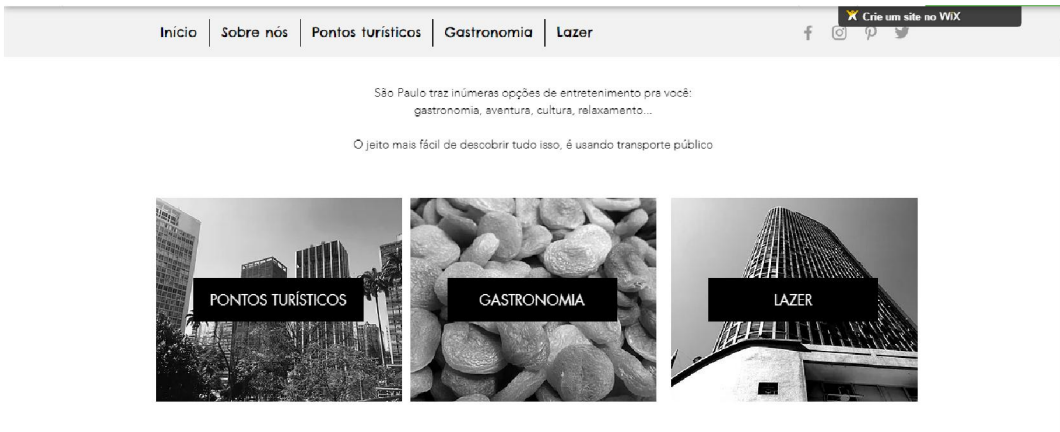 Crie um site no WiX
Início Sobre nós Pontos turísticos Gastronomia Lazer
São Paulo traz inúmeras opções de entretenimento pra você:
gastronomia, aventura, cultura, relaxamento...
O jeito mais fácil de descobrir tudo isso, é usando transporte público
PONTOS TURÍSTICOS GASTRONOMIA LAZER